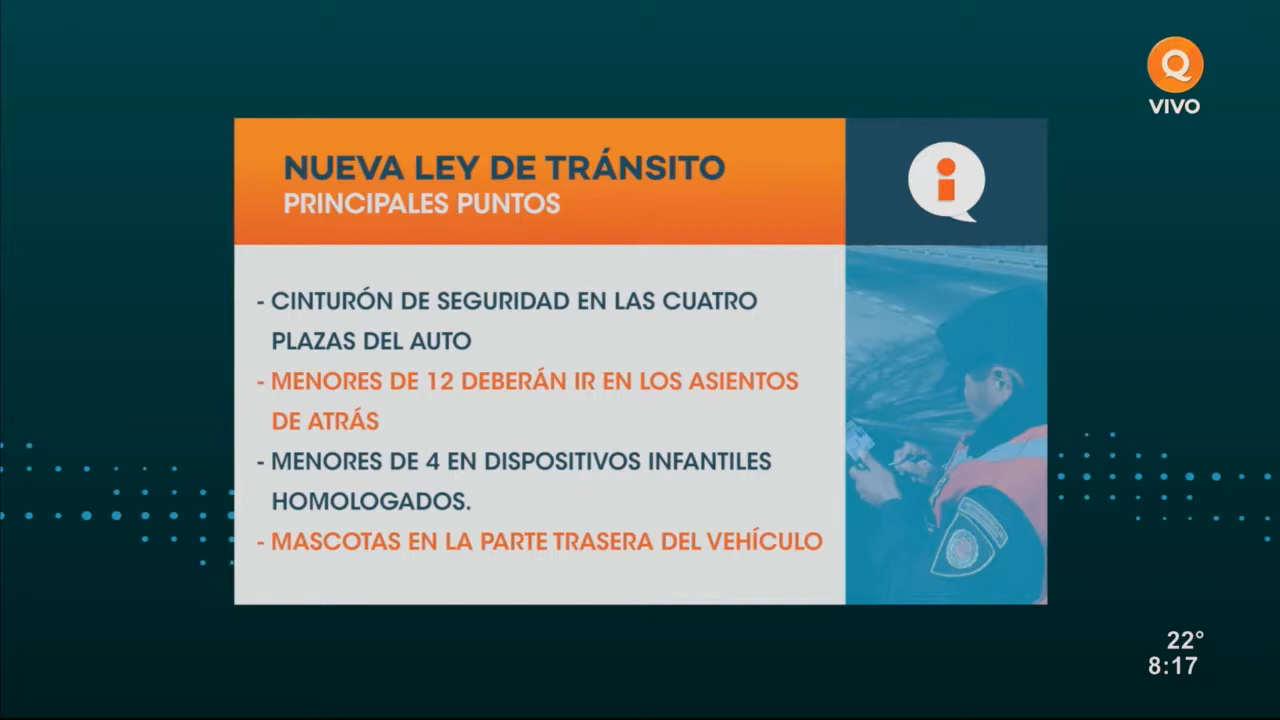 Q
VIVO
NUEVA LEY DE TRÁNSITO
PRINCIPALES PUNTOS
i
- CINTURÓN DE SEGURIDAD EN LAS CUATRO
PLAZAS DEL AUTO
- MENORES DE 12 DEBERÁN IR EN LOS ASIENTOS
DE ATRÁS
- MENORES DE 4 EN DISPOSITIVOS INFANTILES
HOMOLOGADOS.
- MASCOTAS EN LA PARTE TRASERA DEL VEHÍCULO
22°
8:17